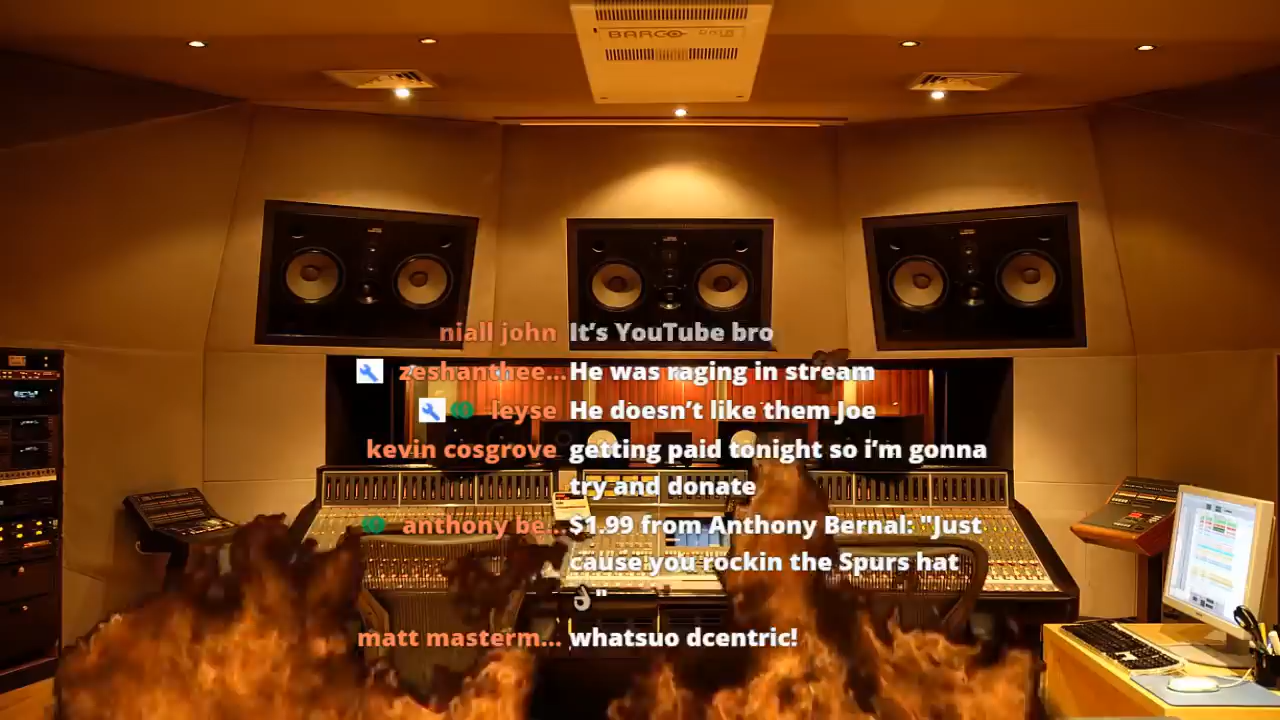 BARCO
niall john It’s YouTube bro
zeshanthee... He was raging in stream
leyse He doesn’t like them Joe
kevin cosgrove getting paid tonight so i’m gonna
try and donate
anthony be... $1.99 from Anthony Bernal: "Just
cause you rockin the Spurs hat
👌"
matt masterm... whatsuo dcentric!